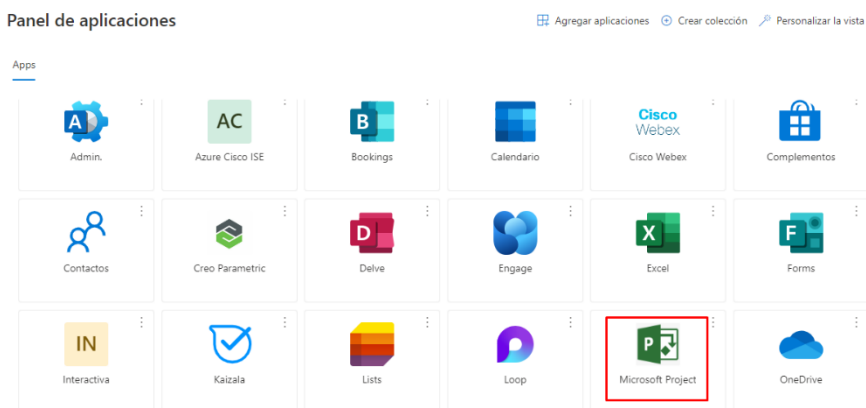 Panel de aplicaciones
Agregar aplicaciones Crear colección Personalizar la vista
Apps
A AC B Cisco Webex
Admin. Azure Cisco ISE Bookings Calendario Cisco Webex Complementos
D X F
Contactos Creo Parametric Delve Engage Excel Forms
IN P
Interactiva Kaizala Lists Loop Microsoft Project OneDrive